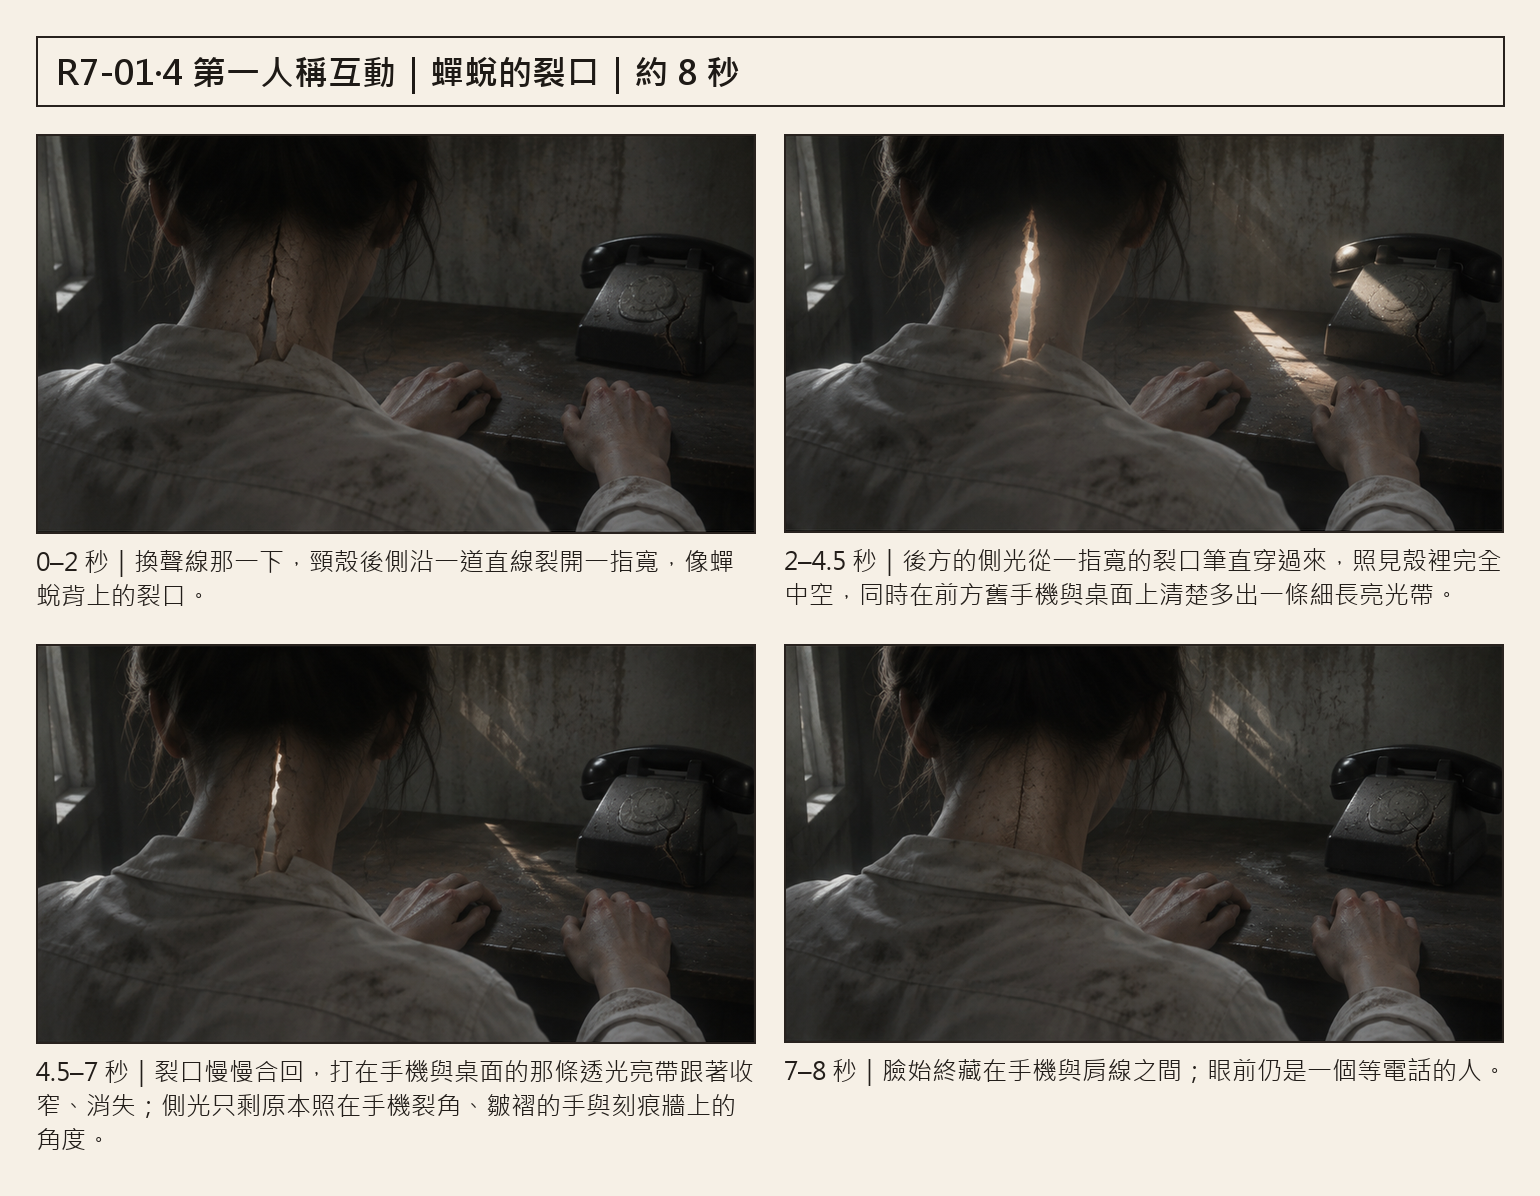 R7-01·4 第一人稱互動｜蟬蛻的裂口｜約 8 秒
0–2 秒｜換聲線那一下，頸殼後側沿一道直線裂開一指寬，像蟬
蛻背上的裂口。
2–4.5 秒｜後方的側光從一指寬的裂口筆直穿過來，照見殼裡完全
中空，同時在前方舊手機與桌面上清楚多出一條細長亮光帶。
4.5–7 秒｜裂口慢慢合回，打在手機與桌面的那條透光亮帶跟著收
窄、消失；側光只剩原本照在手機裂角、皺褶的手與刻痕牆上的
角度。
7–8 秒｜臉始終藏在手機與肩線之間；眼前仍是一個等電話的人。